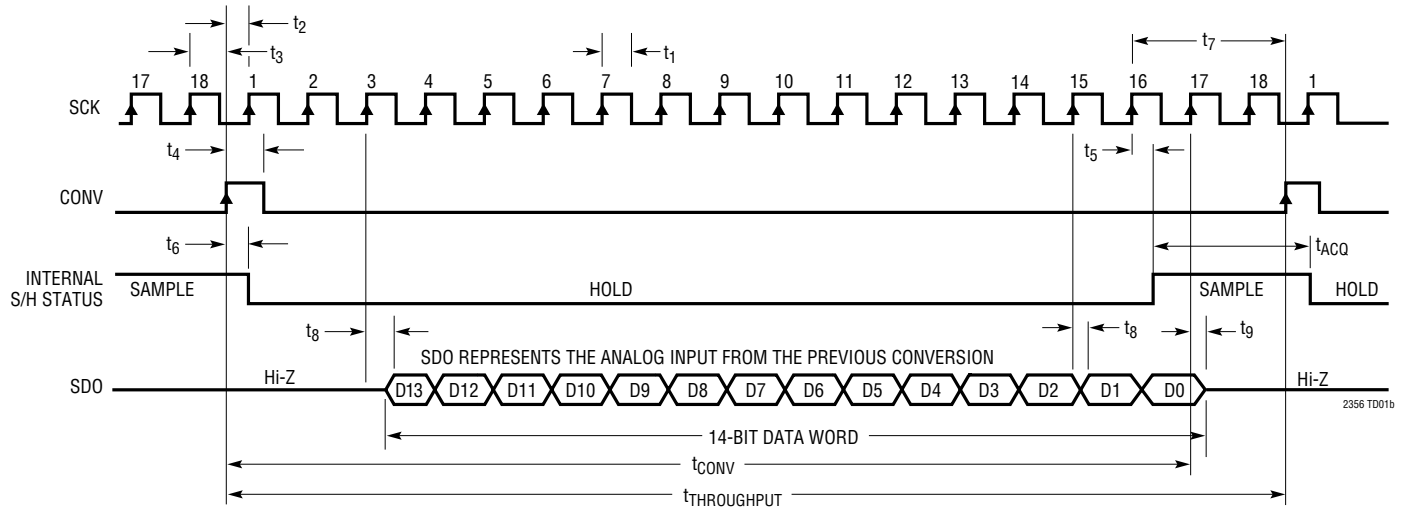 t2
t3
t1
t7
17 18 1 2 3 4 5 6 7 8 9 10 11 12 13 14 15 16 17 18 1
SCK
t4
t5
CONV
t6
tACQ
INTERNAL
S/H STATUS
SAMPLE
HOLD
SAMPLE
HOLD
t8
t8
t9
SDO REPRESENTS THE ANALOG INPUT FROM THE PREVIOUS CONVERSION
SDO
Hi-Z
D13 D12 D11 D10 D9 D8 D7 D6 D5 D4 D3 D2 D1 D0
Hi-Z
2356 TD01b
14-BIT DATA WORD
tCONV
tTHROUGHPUT